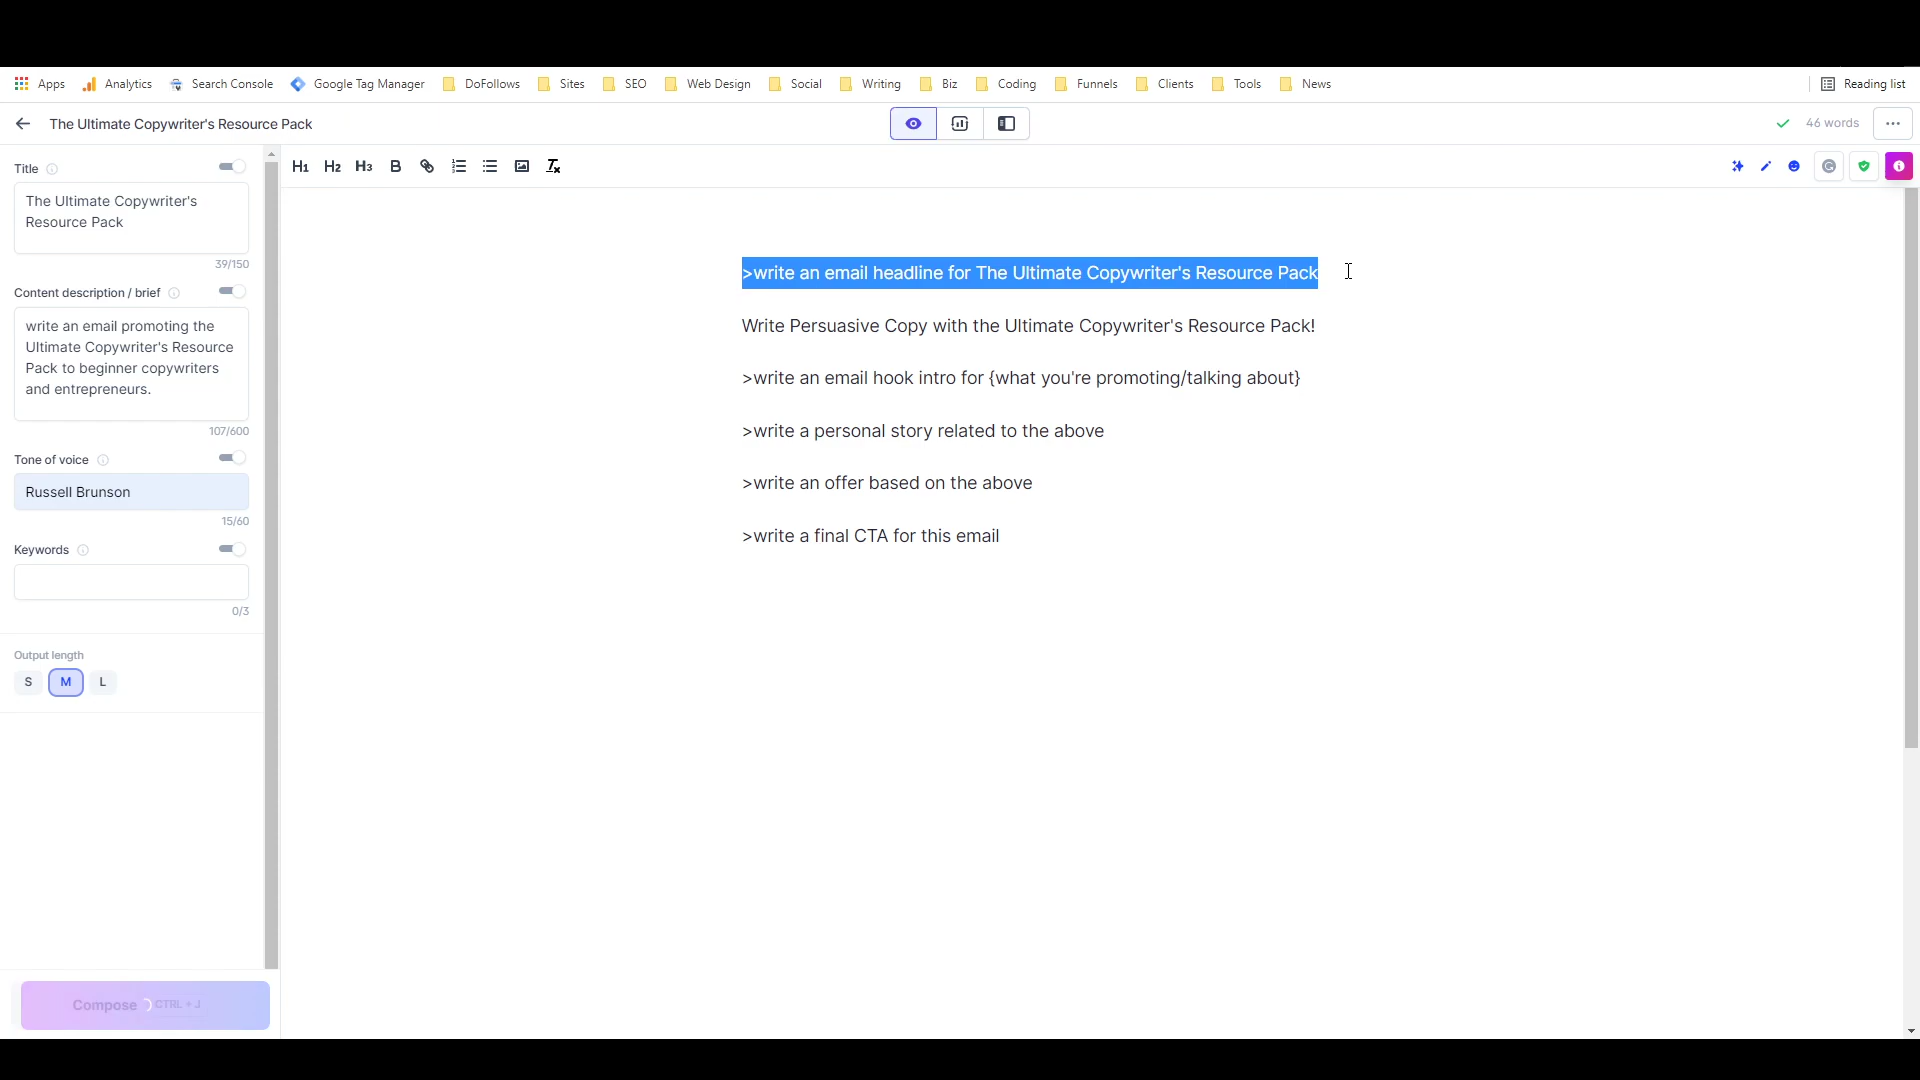 Apps Analytics Search Console Google Tag Manager DoFollows Sites SEO Web Design Social Writing Biz Coding Funnels Clients Tools News Reading list
The Ultimate Copywriter's Resource Pack 46 words
Title
H1 H2 H3 B
The Ultimate Copywriter's
Resource Pack
39/150
Content description / brief
write an email promoting the
Ultimate Copywriter's Resource
Pack to beginner copywriters
and entrepreneurs.
107/600
Tone of voice
Russell Brunson
15/60
Keywords
0/3
Output length
S M L
Compose CTRL + J
>write an email headline for The Ultimate Copywriter's Resource Pack
Write Persuasive Copy with the Ultimate Copywriter's Resource Pack!
>write an email hook intro for {what you're promoting/talking about}
>write a personal story related to the above
>write an offer based on the above
>write a final CTA for this email